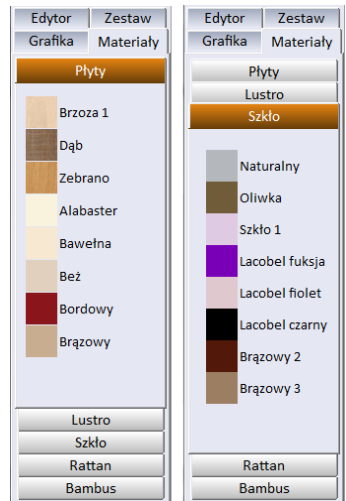 Edytor Zestaw
Grafika Materiały
Płyty
Brzoza 1
Dąb
Zebrano
Alabaster
Bawełna
Beż
Bordowy
Brązowy
Lustro
Szkło
Rattan
Bambus
Edytor Zestaw
Grafika Materiały
Płyty
Lustro
Szkło
Naturalny
Oliwka
Szkło 1
Lacobel fuksja
Lacobel fiolet
Lacobel czarny
Brązowy 2
Brązowy 3
Rattan
Bambus